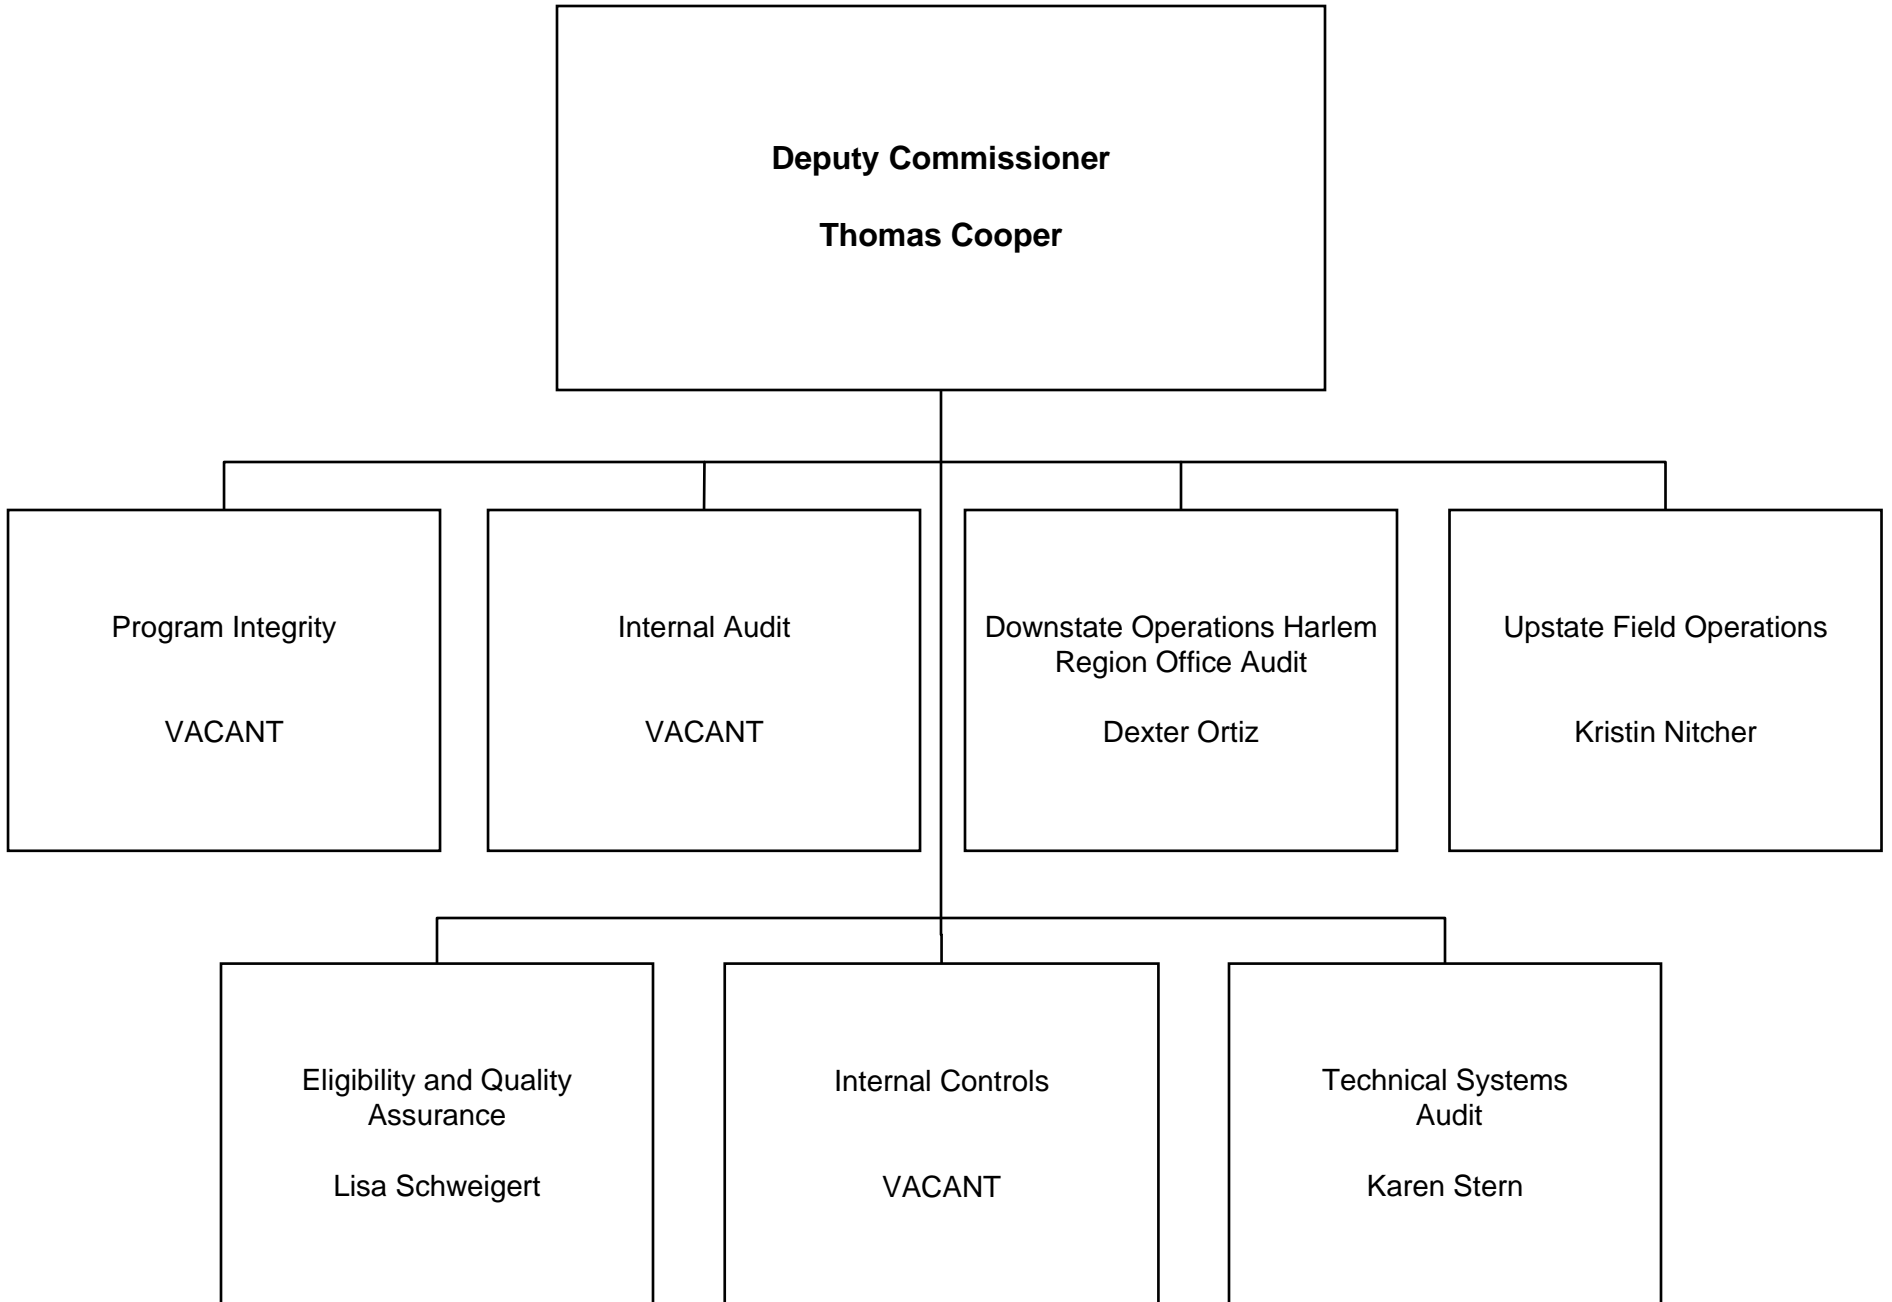 Deputy Commissioner
Thomas Cooper
Program Integrity
VACANT
Internal Audit
VACANT
Downstate Operations Harlem
Region Office Audit
Dexter Ortiz
Upstate Field Operations
Kristin Nitcher
Eligibility and Quality
Assurance
Lisa Schweigert
Internal Controls
VACANT
Technical Systems
Audit
Karen Stern